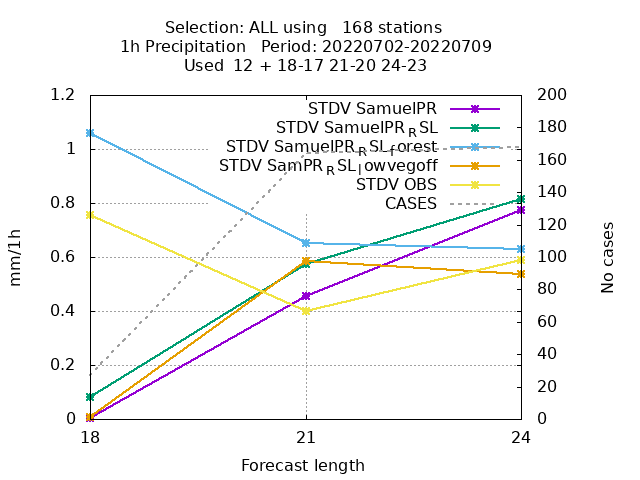 Selection: ALL using   168 stations
1h Precipitation   Period: 20220702-20220709
Used  12 + 18-17 21-20 24-23
1.2
1
0.8
0.6
0.4
0.2
0
200
180
160
140
120
100
80
60
40
20
0
STDV SamuelPR
STDV SamuelPR_RSL
STDV SamuelPR_RSL_forest
STDV SamPR_RSL_lowvegoff
STDV OBS
CASES
mm/1h
No cases
18
21
24
Forecast length